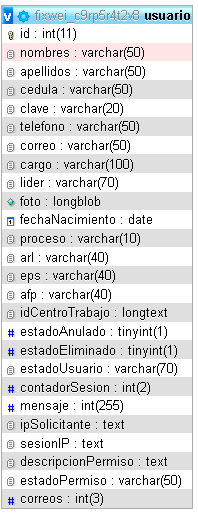 v fixwei_c9rp5r4t2v8 usuario
id : int(11)
nombres : varchar(50)
apellidos : varchar(50)
cedula : varchar(50)
clave : varchar(20)
telefono : varchar(50)
correo : varchar(50)
cargo : varchar(100)
lider : varchar(70)
foto : longblob
fechaNacimiento : date
proceso : varchar(10)
arl : varchar(40)
eps : varchar(40)
afp : varchar(40)
idCentroTrabajo : longtext
# estadoAnulado : tinyint(1)
# estadoEliminado : tinyint(1)
estadoUsuario : varchar(70)
# contadorSesion : int(2)
# mensaje : int(255)
ipSolicitante : text
sesionIP : text
descripcionPermiso : text
estadoPermiso : varchar(50)
# correos : int(3)